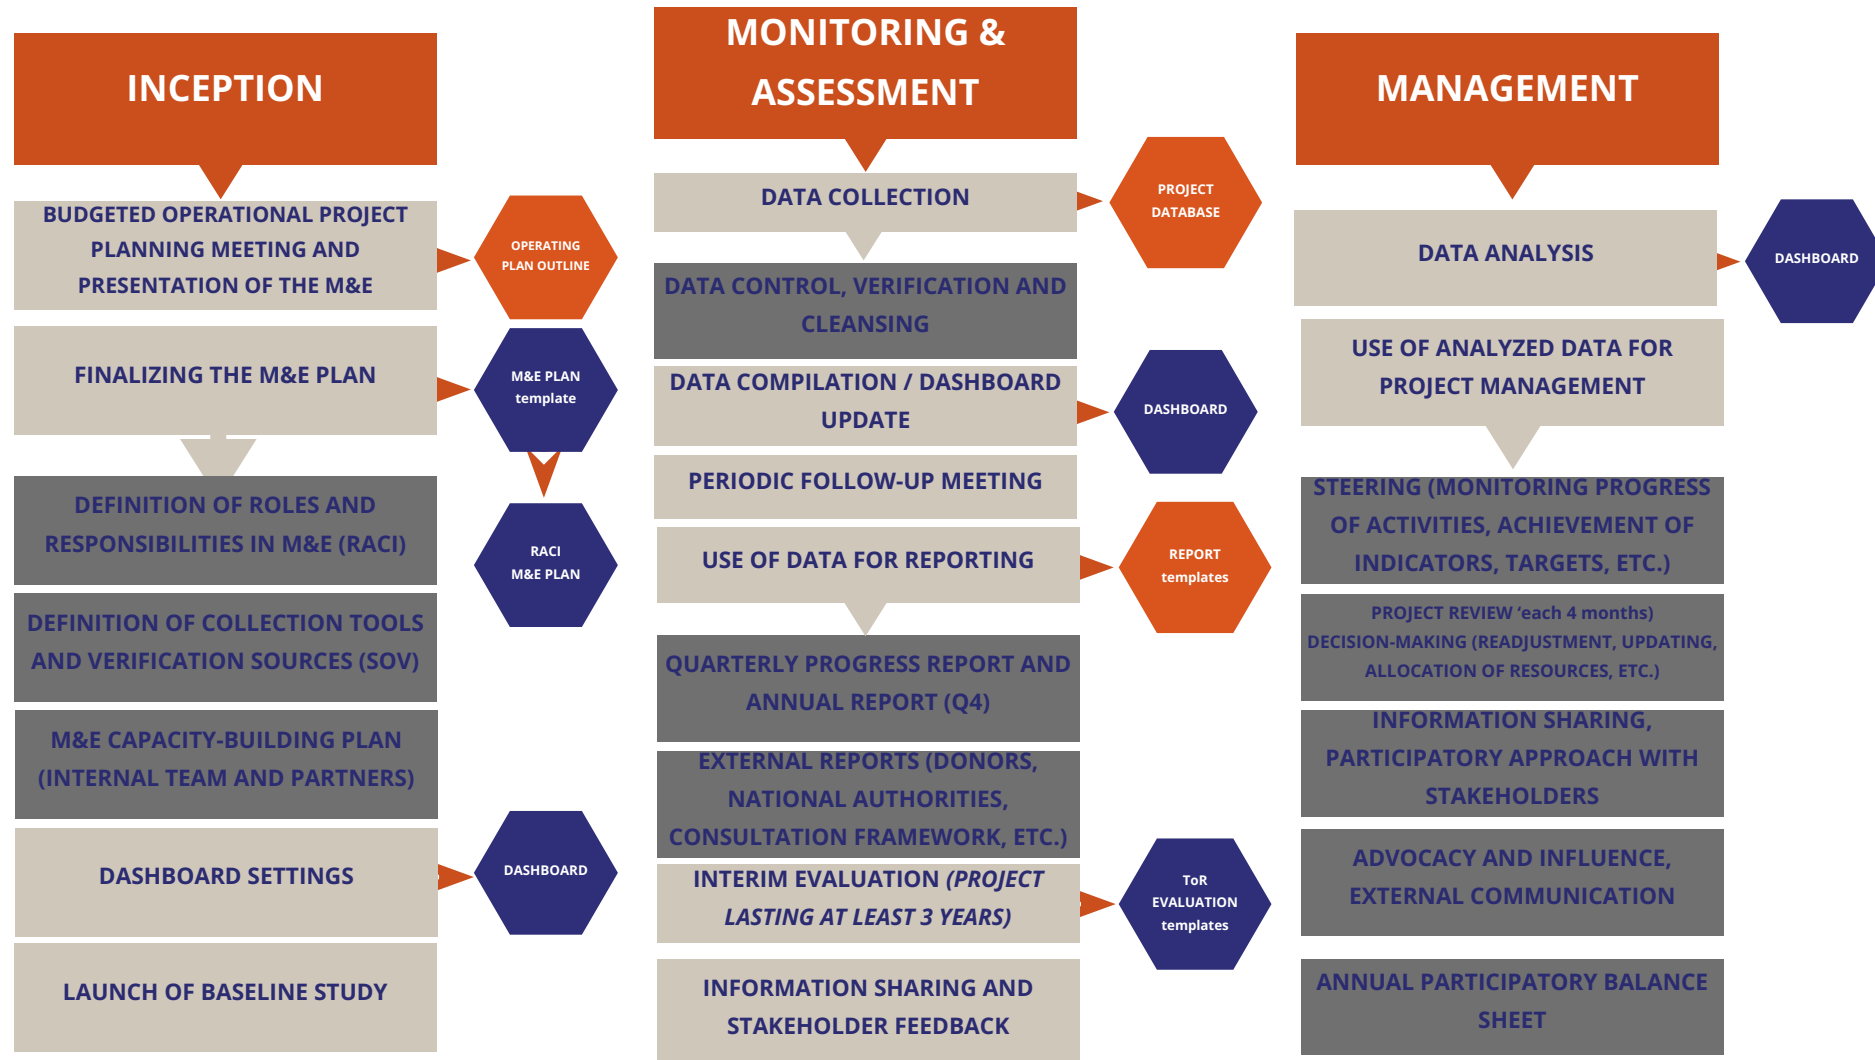 INCEPTION
BUDGETED OPERATIONAL PROJECT
PLANNING MEETING AND
PRESENTATION OF THE M&E
OPERATING
PLAN OUTLINE
FINALIZING THE M&E PLAN
M&E PLAN
template
DEFINITION OF ROLES AND
RESPONSIBILITIES IN M&E (RACI)
RACI
M&E PLAN
DEFINITION OF COLLECTION TOOLS
AND VERIFICATION SOURCES (SOV)
M&E CAPACITY-BUILDING PLAN
(INTERNAL TEAM AND PARTNERS)
DASHBOARD SETTINGS
DASHBOARD
LAUNCH OF BASELINE STUDY
MONITORING &
ASSESSMENT
DATA COLLECTION
PROJECT
DATABASE
DATA CONTROL, VERIFICATION AND
CLEANSING
DATA COMPILATION / DASHBOARD
UPDATE
DASHBOARD
PERIODIC FOLLOW-UP MEETING
USE OF DATA FOR REPORTING
REPORT
templates
QUARTERLY PROGRESS REPORT AND
ANNUAL REPORT (Q4)
EXTERNAL REPORTS (DONORS,
NATIONAL AUTHORITIES,
CONSULTATION FRAMEWORK, ETC.)
INTERIM EVALUATION (PROJECT
LASTING AT LEAST 3 YEARS)
ToR
EVALUATION
templates
INFORMATION SHARING AND
STAKEHOLDER FEEDBACK
MANAGEMENT
DATA ANALYSIS
DASHBOARD
USE OF ANALYZED DATA FOR
PROJECT MANAGEMENT
STEERING (MONITORING PROGRESS
OF ACTIVITIES, ACHIEVEMENT OF
INDICATORS, TARGETS, ETC.)
PROJECT REVIEW ‘each 4 months)
DECISION-MAKING (READJUSTMENT, UPDATING,
ALLOCATION OF RESOURCES, ETC.)
INFORMATION SHARING,
PARTICIPATORY APPROACH WITH
STAKEHOLDERS
ADVOCACY AND INFLUENCE,
EXTERNAL COMMUNICATION
ANNUAL PARTICIPATORY BALANCE
SHEET